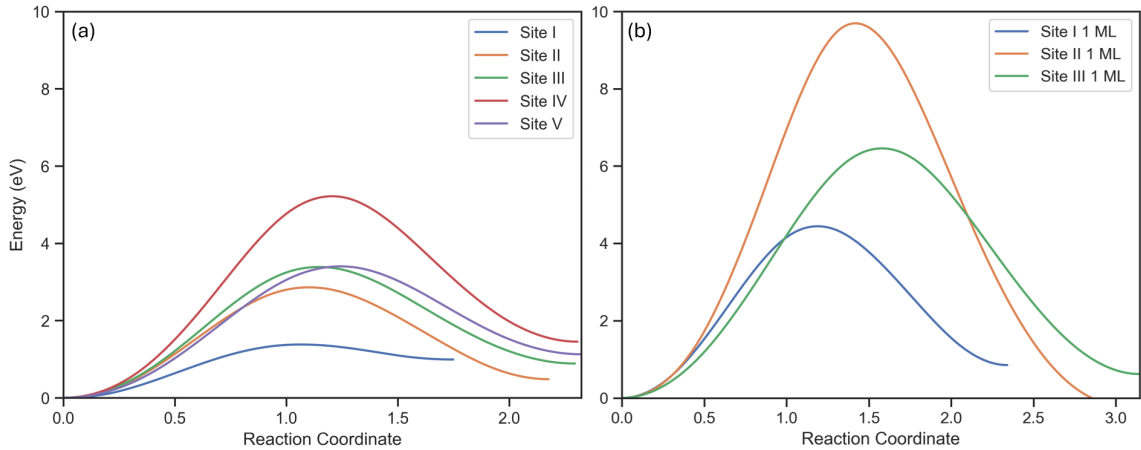 (a)
Site I
Site II
Site III
Site IV
Site V
10
8
6
4
2
0
Energy (eV)
0.0 0.5 1.0 1.5 2.0
Reaction Coordinate
(b)
Site I 1 ML
Site II 1 ML
Site III 1 ML
10
8
6
4
2
0
0.0 0.5 1.0 1.5 2.0 2.5 3.0
Reaction Coordinate